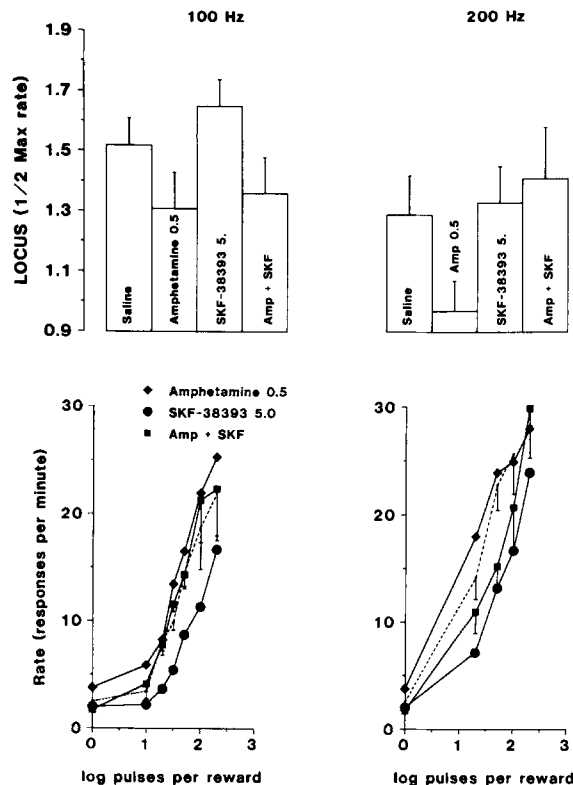 100 Hz
200 Hz
LOCUS (1/2 Max rate)
1.9
1.7
1.5
1.3
1.1
0.9
Saline
Amphetamine 0.5
SKF-38393 5.
Amp + SKF
Saline
Amp 0.5
SKF-38393 5.
Amp + SKF
Amphetamine 0.5
SKF-38393 5.0
Amp + SKF
Rate (responses per minute)
30
20
10
0
30
20
10
0
0 1 2 3
0 1 2 3
log pulses per reward
log pulses per reward